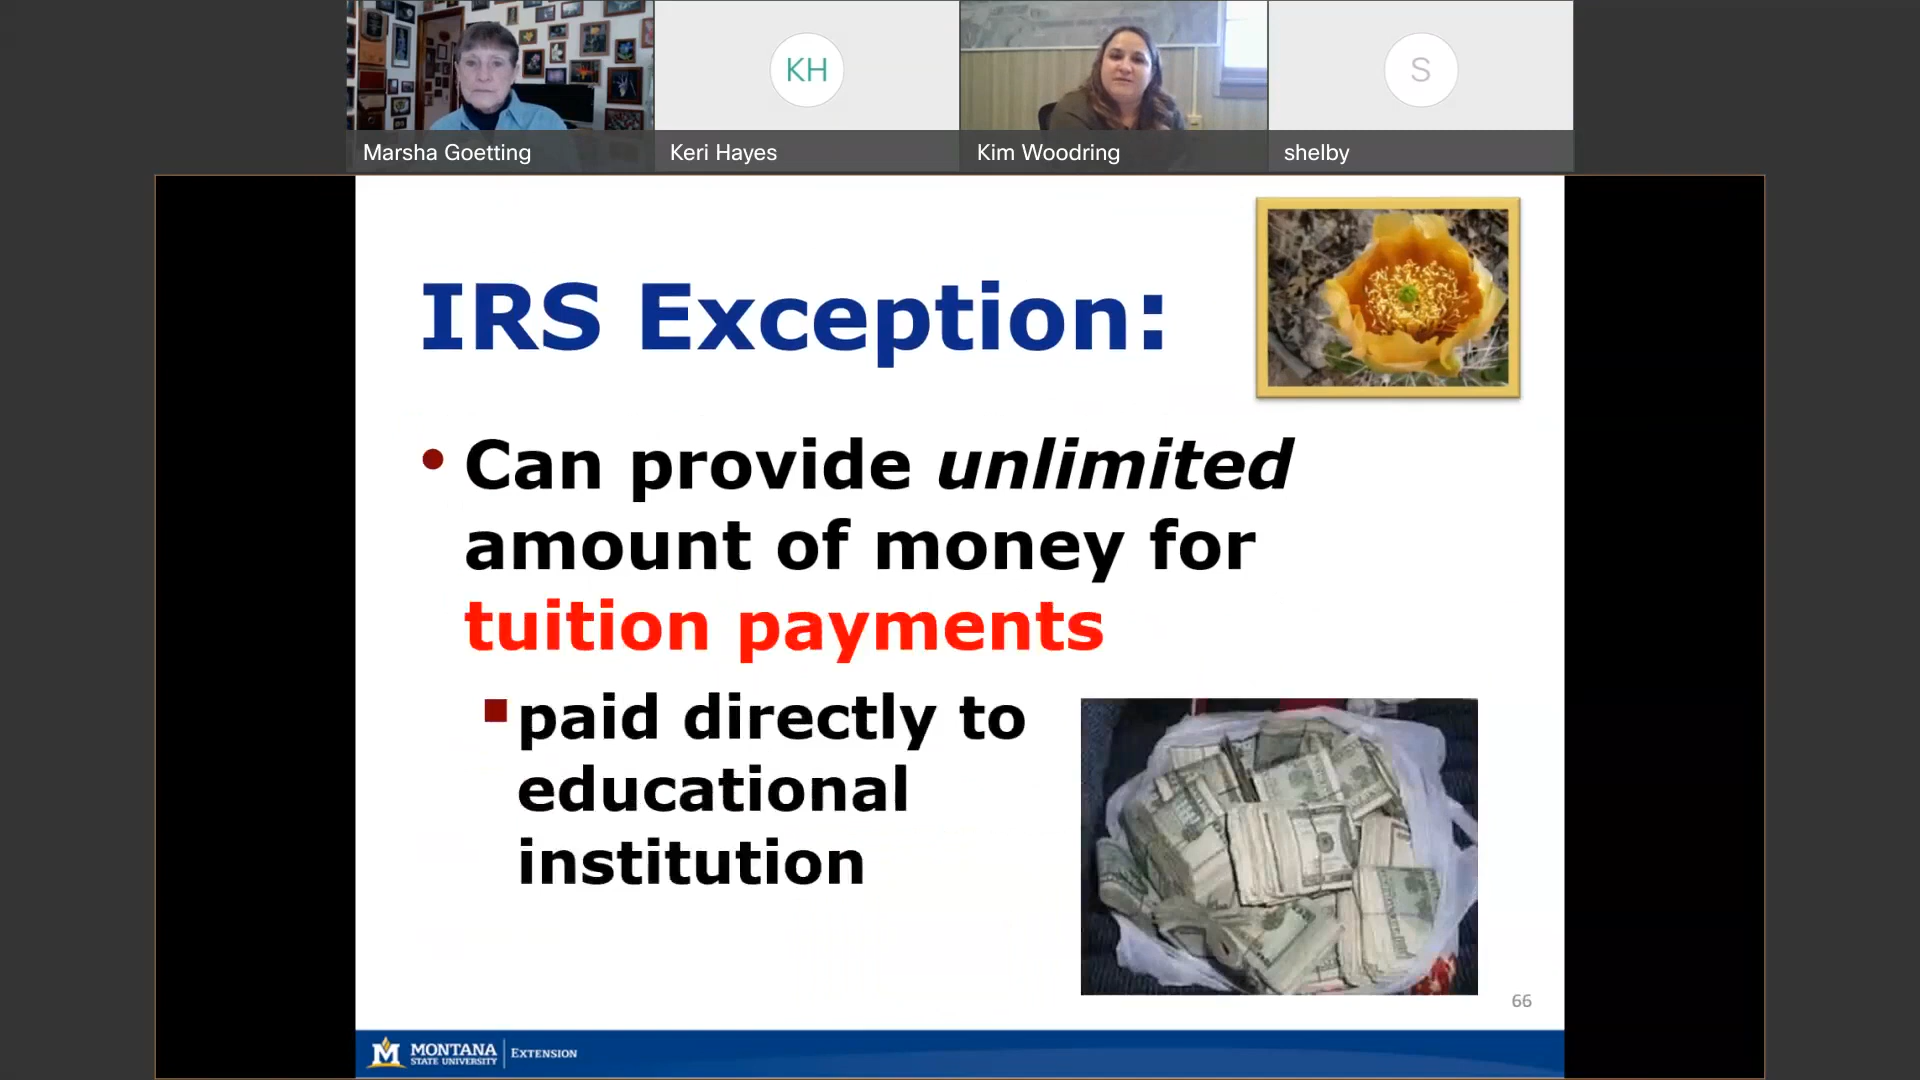 KH
S
Marsha Goetting
Keri Hayes
Kim Woodring
shelby
IRS Exception:
• Can provide unlimited
amount of money for
tuition payments
▪ paid directly to
educational
institution
66
M MONTANA
STATE UNIVERSITY
EXTENSION